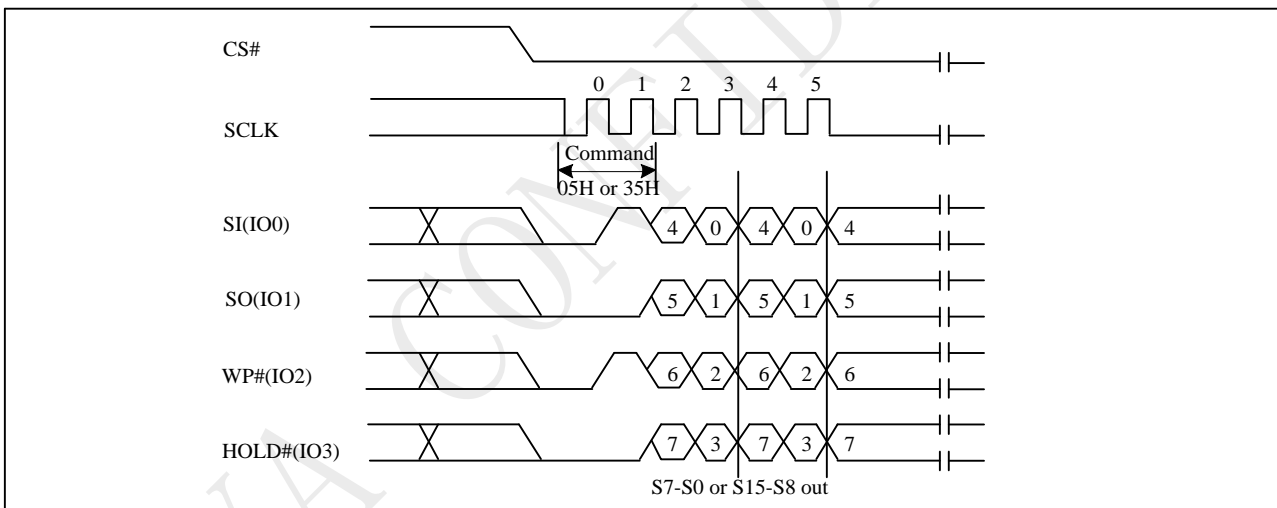 CS#
0 1 2 3 4 5
SCLK
Command
05H or 35H
SI(IO0) 4 0 4 0 4
SO(IO1) 5 1 5 1 5
WP#(IO2) 6 2 6 2 6
HOLD#(IO3) 7 3 7 3 7
S7-S0 or S15-S8 out